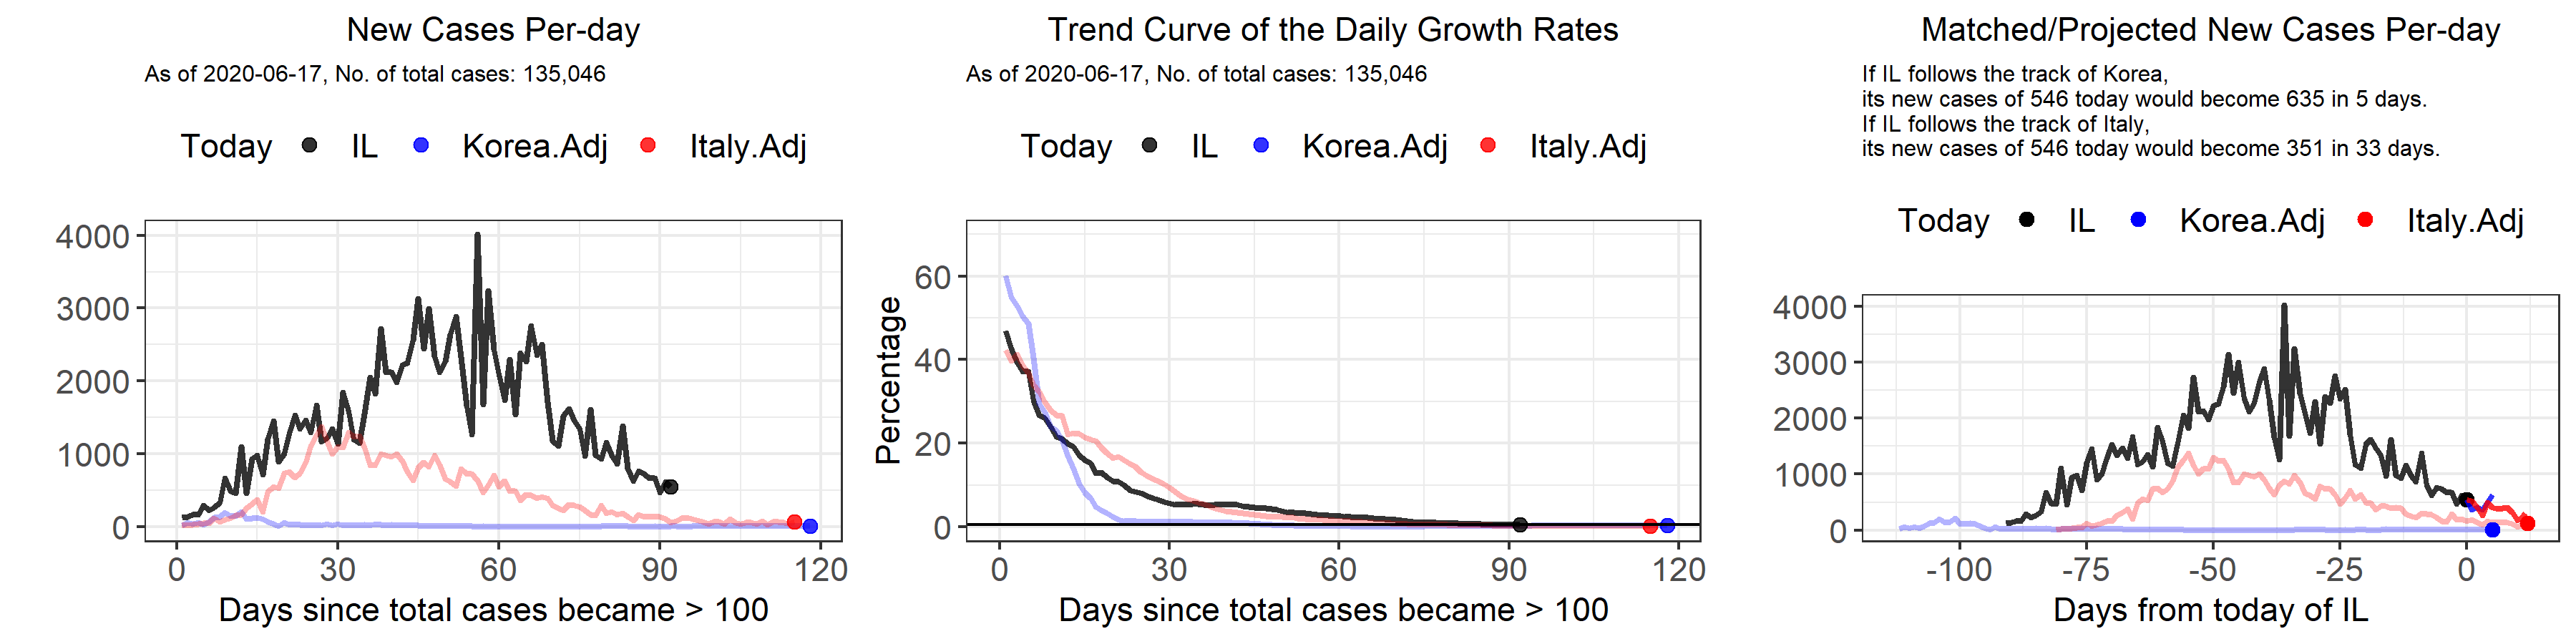 New Cases Per-day
As of 2020-06-17, No. of total cases: 135,046
Today IL Korea.Adj Italy.Adj
4000
3000
2000
1000
0
0 30 60 90 120
Days since total cases became > 100
Trend Curve of the Daily Growth Rates
As of 2020-06-17, No. of total cases: 135,046
Today IL Korea.Adj Italy.Adj
Percentage
60
40
20
0
0 30 60 90 120
Days since total cases became > 100
Matched/Projected New Cases Per-day
If IL follows the track of Korea,
its new cases of 546 today would become 635 in 5 days.
If IL follows the track of Italy,
its new cases of 546 today would become 351 in 33 days.
Today IL Korea.Adj Italy.Adj
4000
3000
2000
1000
0
-100 -75 -50 -25 0
Days from today of IL